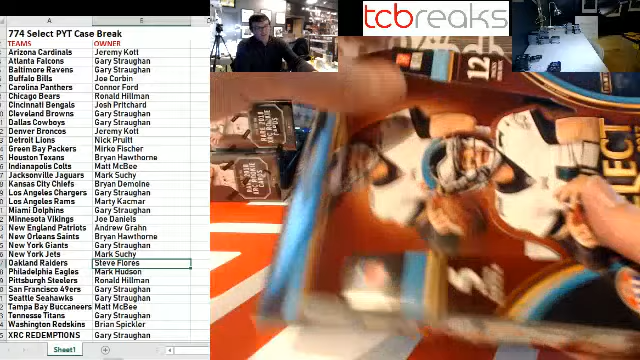 774 Select PYT Case Break
TEAMS OWNER
Arizona Cardinals Jeremy Kott
Atlanta Falcons Gary Straughan
Baltimore Ravens Gary Straughan
Buffalo Bills Joe Corbin
Carolina Panthers Connor Ford
Chicago Bears Ronald Hillman
Cincinnati Bengals Josh Pritchard
Cleveland Browns Gary Straughan
Dallas Cowboys Gary Straughan
Denver Broncos Jeremy Kott
Detroit Lions Nick Pruitt
Green Bay Packers Mirko Fischer
Houston Texans Bryan Hawthorne
Indianapolis Colts Matt McBee
Jacksonville Jaguars Mark Suchy
Kansas City Chiefs Bryan Demoine
Los Angeles Chargers Gary Straughan
Los Angeles Rams Marty Kacmar
Miami Dolphins Gary Straughan
Minnesota Vikings Joe Daniels
New England Patriots Andrew Grahn
New Orleans Saints Bryan Hawthorne
New York Giants Gary Straughan
New York Jets Mark Suchy
Oakland Raiders Steve Flores
Philadelphia Eagles Mark Hudson
Pittsburgh Steelers Ronald Hillman
San Francisco 49ers Gary Straughan
Seattle Seahawks Gary Straughan
Tampa Bay Buccaneers Matt McBee
Tennesse Titans Gary Straughan
Washington Redskins Brian Spickler
XRC REDEMPTIONS Gary Straughan
Sheet1
tcbreaks
12